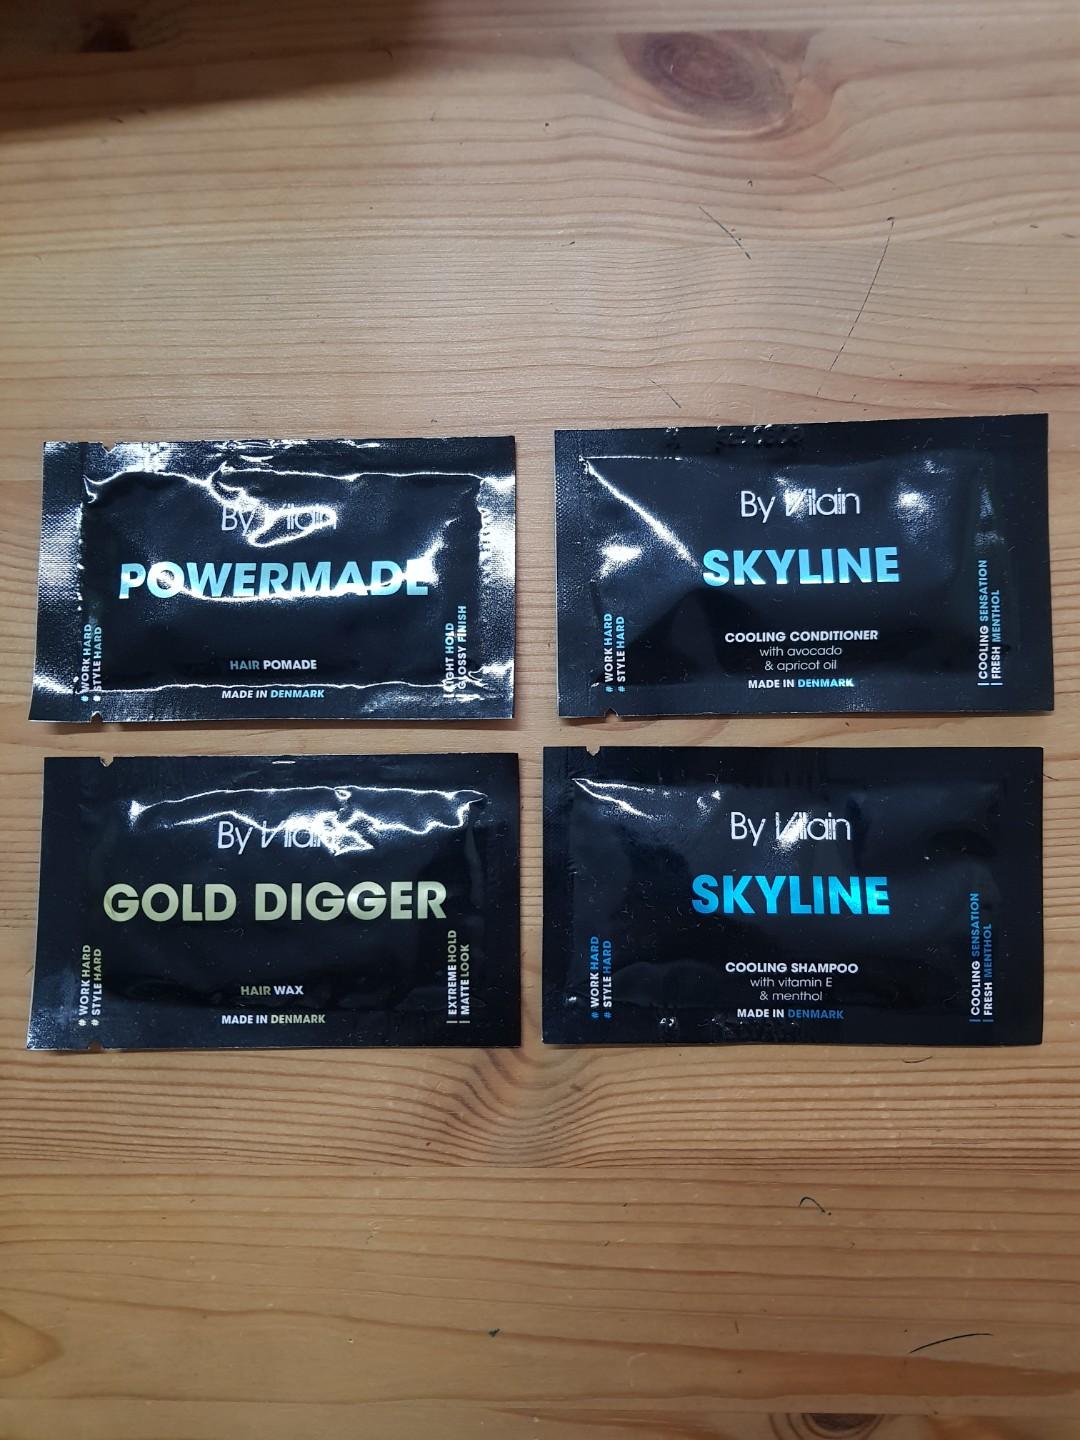 By Vilain
POWERMADE
HAIR POMADE
MADE IN DENMARK
# WORK HARD
# STYLE HARD
HOLD
GLOSSY FINISH
By Vilain
SKYLINE
COOLING CONDITIONER
with avocado
& apricot oil
MADE IN DENMARK
# WORK HARD
# STYLE HARD
| COOLING SENSATION
| FRESH MENTHOL
By Vilain
GOLD DIGGER
HAIR WAX
MADE IN DENMARK
# WORK HARD
# STYLE HARD
| EXTREME HOLD
| MATTE LOOK
By Vilain
SKYLINE
COOLING SHAMPOO
with vitamin E
& menthol
MADE IN DENMARK
# WORK HARD
# STYLE HARD
| COOLING SENSATION
| FRESH MENTHOL